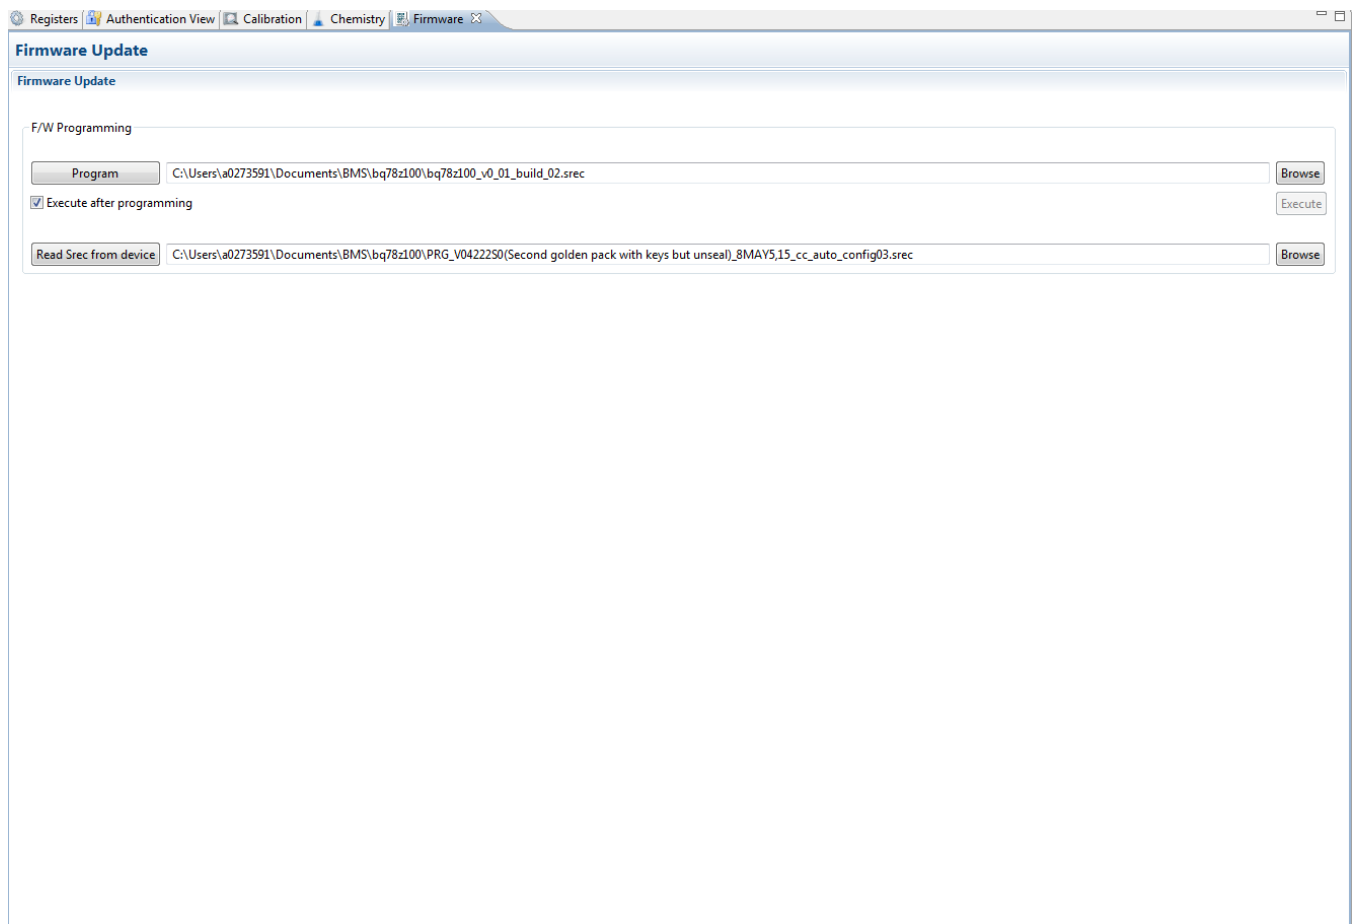 Registers Authentication View Calibration Chemistry Firmware
Firmware Update
Firmware Update
F/W Programming
Program C:\Users\a0273591\Documents\BMS\bq78z100\bq78z100_v0_01_build_02.srec Browse
Execute after programming Execute
Read Srec from device C:\Users\a0273591\Documents\BMS\bq78z100\PRG_V04222S0(Second golden pack with keys but unseal)_8MAY5,15_cc_auto_config03.srec Browse